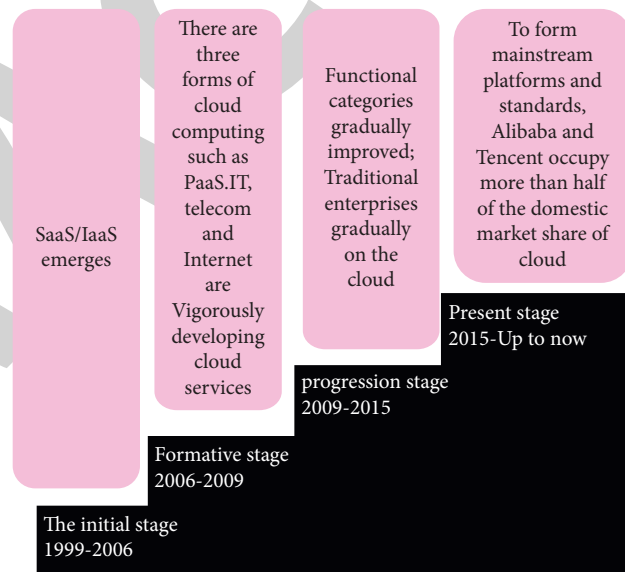 SaaS/IaaS
emerges
The initial stage
1999-2006
There are
three
forms of
cloud
computing
such as
PaaS.IT,
telecom
and
Internet
are
Vigorously
developing
cloud
services
Formative stage
2006-2009
Functional
categories
gradually
improved;
Traditional
enterprises
gradually
on the
cloud
progression stage
2009-2015
To form
mainstream
platforms and
standards,
Alibaba and
Tencent occupy
more than half
of the domestic
market share of
cloud
Present stage
2015-Up to now